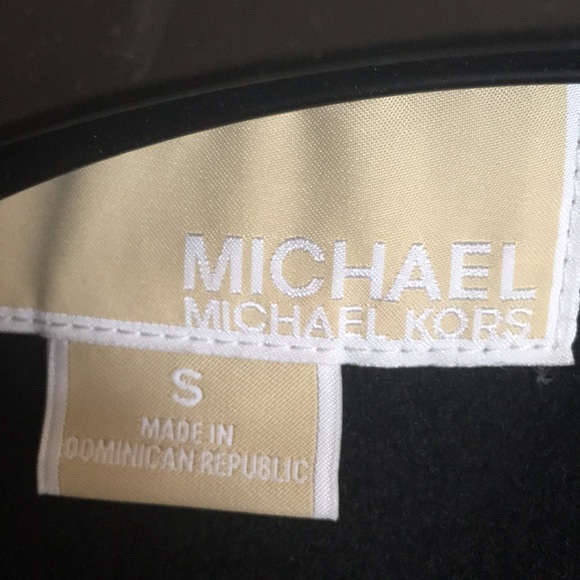 MICHAEL
MICHAEL KORS
S
MADE IN
DOMINICAN REPUBLIC